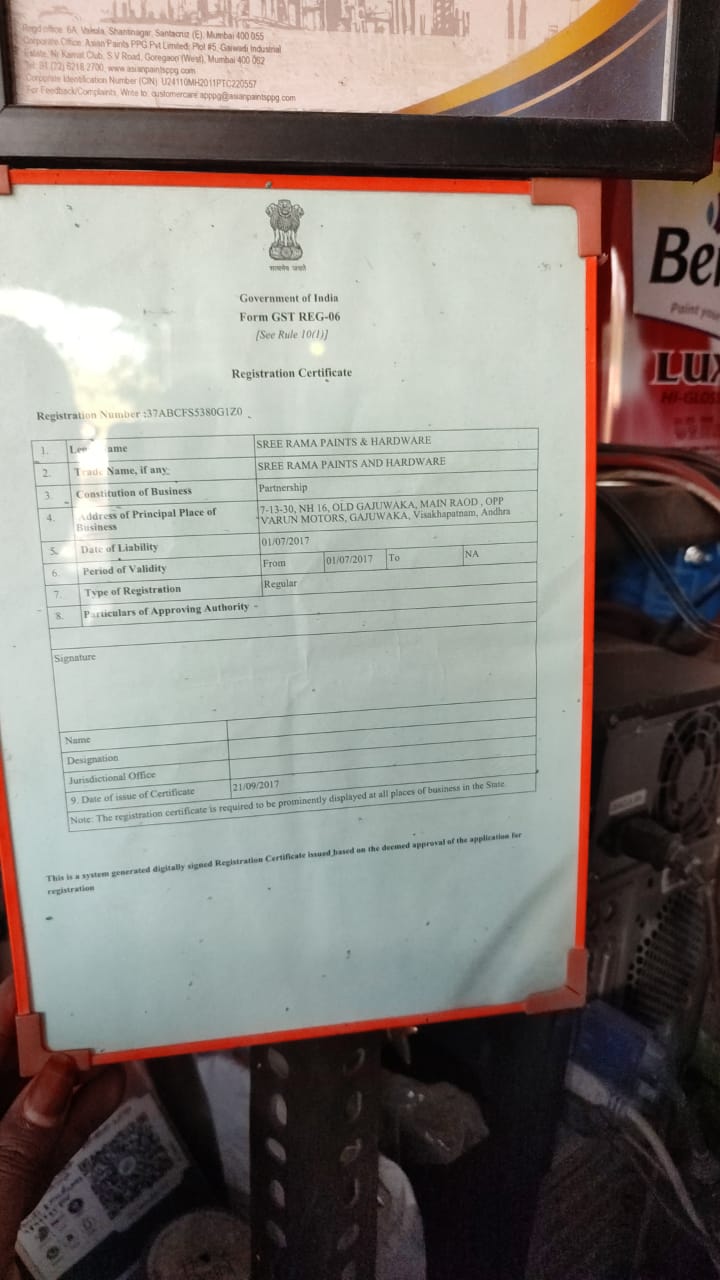 Regd office: 6A, Vakola, Shantinagar, Santacruz (E), Mumbai 400 055
Corporate Office: Asian Paints PPG Pvt Limited, Plot #5, Gaiwadi Industrial
Estate, Nr Kamat Club, S V Road, Goregaon (West), Mumbai 400 062
Tel: 91 (22) 6218 2700, www.asianpaintsppg.com
Corporate Identification Number (CIN) U24110MH2011PTC220557
For Feedback/Complaints, Write to: customercare.apppg@asianpaintsppg.com
सत्यमेव जयते
Government of India
Form GST REG-06
[See Rule 10(1)]
Registration Certificate
Registration Number :37ABCFS5380G1Z0
1. SREE RAMA PAINTS & HARDWARE
2. Trade Name, if any SREE RAMA PAINTS AND HARDWARE
3. Constitution of Business Partnership
4. Address of Principal Place of Business 7-13-30, NH 16, OLD GAJUWAKA, MAIN RAOD , OPP
VARUN MOTORS, GAJUWAKA, Visakhapatnam, Andhra
5. Date of Liability 01/07/2017
6. Period of Validity From 01/07/2017 To NA
7. Type of Registration Regular
8. Particulars of Approving Authority
Signature
Name
Designation
Jurisdictional Office
9. Date of issue of Certificate 21/09/2017
Note: The registration certificate is required to be prominently displayed at all places of business in the State.
This is a system generated digitally signed Registration Certificate issued based on the deemed approval of the application for
registration
Be
Paint you
LUX
HI-GLOS